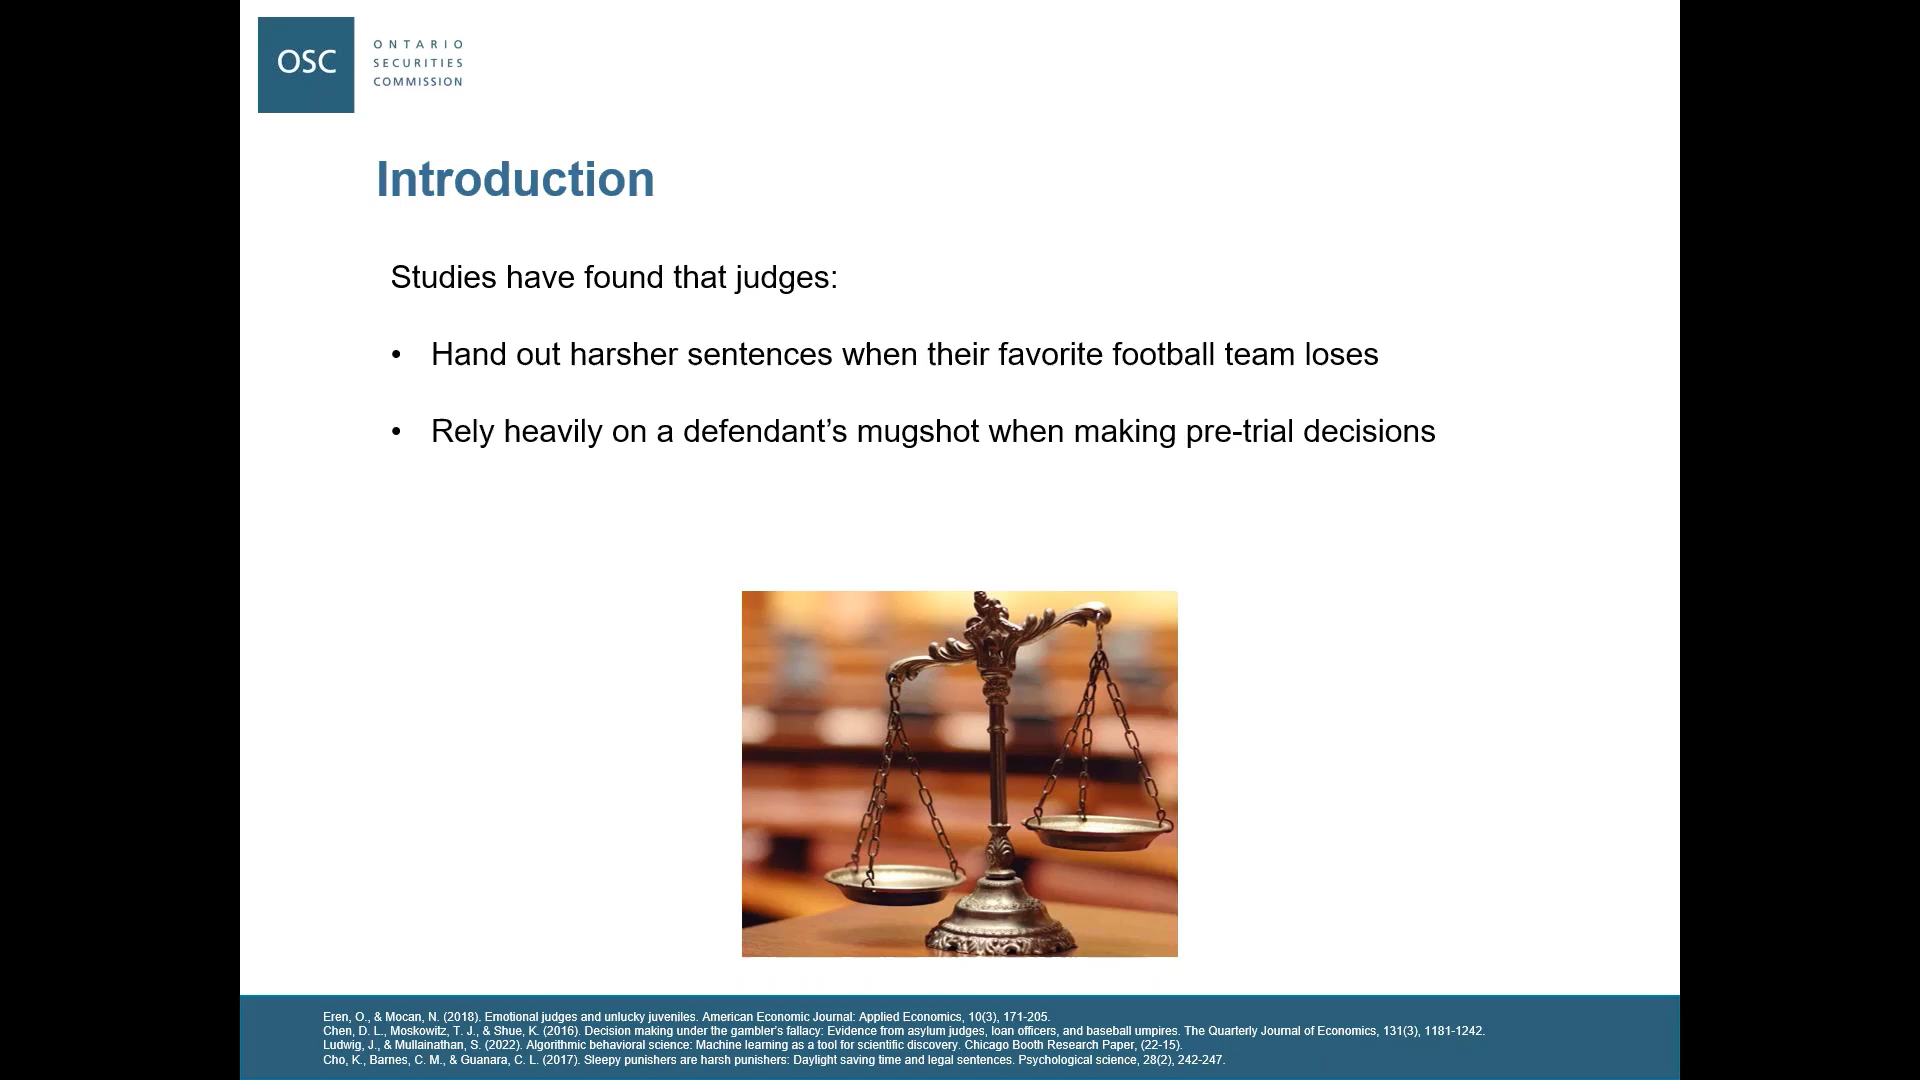 OSC
ONTARIO
SECURITIES
COMMISSION
Introduction
Studies have found that judges:
• Hand out harsher sentences when their favorite football team loses
• Rely heavily on a defendant’s mugshot when making pre-trial decisions
Eren, O., & Mocan, N. (2018). Emotional judges and unlucky juveniles. American Economic Journal: Applied Economics, 10(3), 171-205.
Chen, D. L., Moskowitz, T. J., & Shue, K. (2016). Decision making under the gambler’s fallacy: Evidence from asylum judges, loan officers, and baseball umpires. The Quarterly Journal of Economics, 131(3), 1181-1242.
Ludwig, J., & Mullainathan, S. (2022). Algorithmic behavioral science: Machine learning as a tool for scientific discovery. Chicago Booth Research Paper, (22-15).
Cho, K., Barnes, C. M., & Guanara, C. L. (2017). Sleepy punishers are harsh punishers: Daylight saving time and legal sentences. Psychological science, 28(2), 242-247.